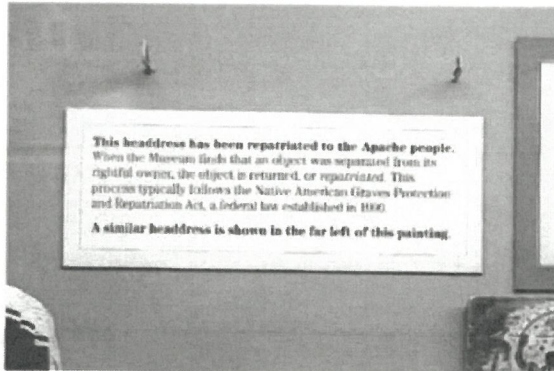 This headdress has been repatriated to the Apache people.
When the Museum finds that an object was separated from its
rightful owner, the object is returned, or repatriated. This
process typically follows the Native American Graves Protection
and Repatriation Act, a federal law established in 1990.
A similar headdress is shown in the far left of this painting.